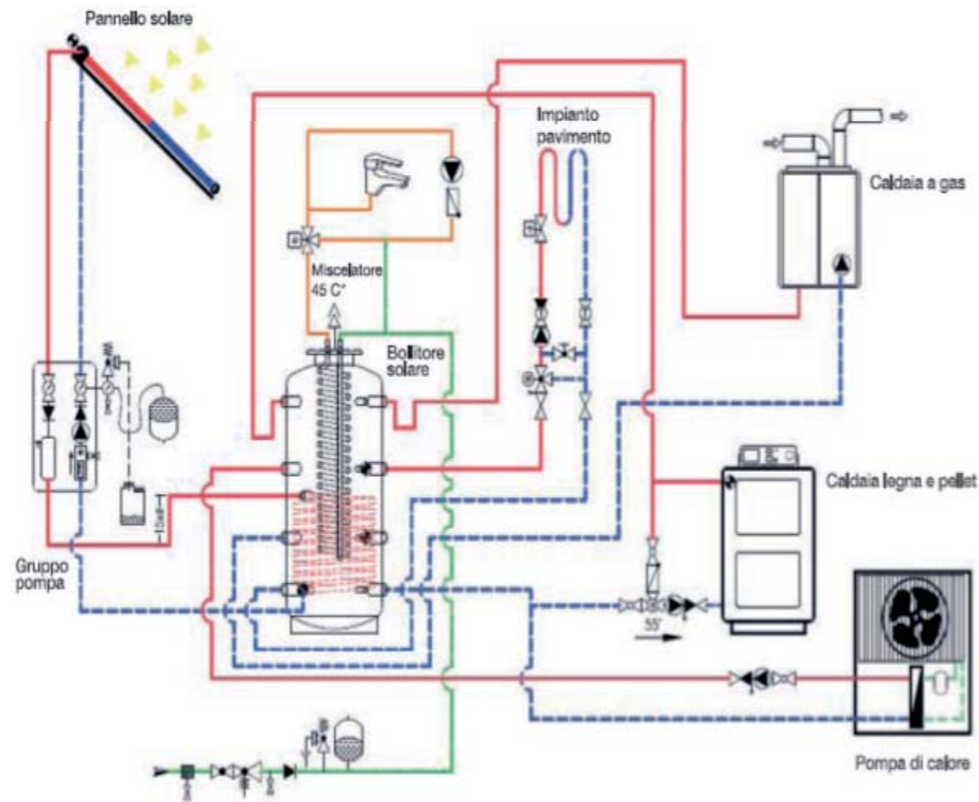 Pannello solare
Impianto
pavimento
Caldaia a gas
Miscelatore
45 C°
Bollitore
solare
Caldaia legna e pellet
Gruppo
pompa
55°
Pompa di calore